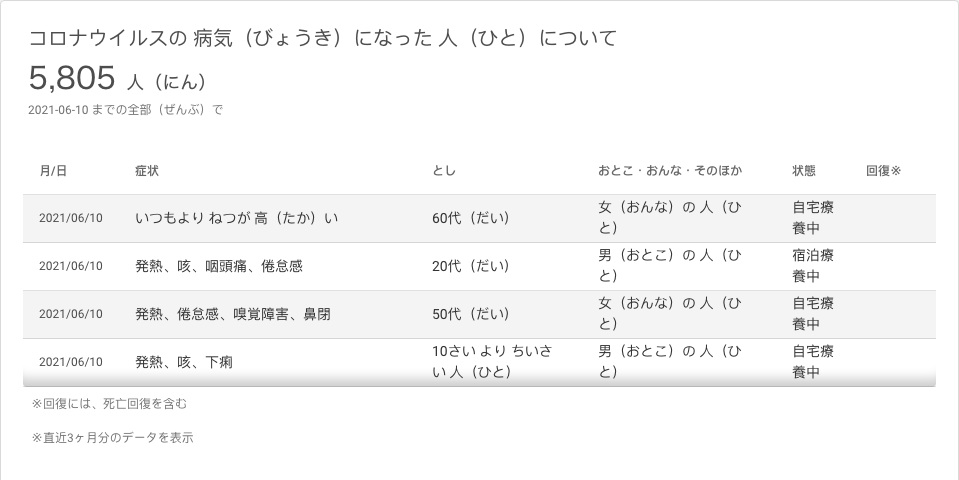 コロナウイルスの 病気（びょうき）になった 人（ひと）について
5,805 人（にん）
2021-06-10 までの全部（ぜんぶ）で
月/日 症状 とし おとこ・おんな・そのほか 状態 回復※
2021/06/10 いつもより ねつが 高（たか）い 60代（だい） 女（おんな）の 人（ひ 自宅療
と） 養中
2021/06/10 発熱、咳、咽頭痛、倦怠感 20代（だい） 男（おとこ）の 人（ひ 宿泊療
と） 養中
2021/06/10 発熱、倦怠感、嗅覚障害、鼻閉 50代（だい） 女（おんな）の 人（ひ 自宅療
と） 養中
2021/06/10 発熱、咳、下痢 10さい より ちいさ 男（おとこ）の 人（ひ 自宅療
い 人（ひと） と） 養中
※回復には、死亡回復を含む
※直近3ヶ月分のデータを表示